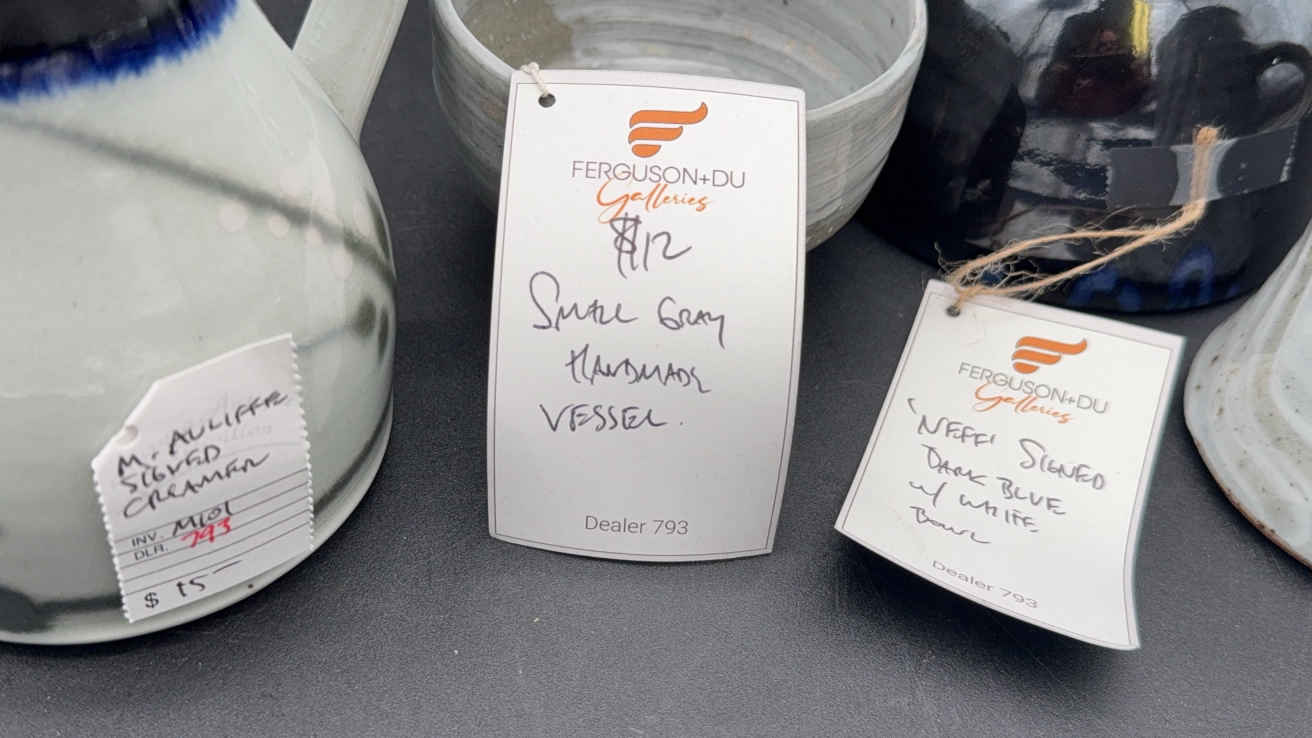 M. AULIFFE
SIGNED
CREAMER
INV. M101
DLR. 793
$ 15-
FERGUSON+DU
Galleries
$12
SMALL GRAY
HANDMADE
VESSEL.
Dealer 793
FERGUSON+DU
Galleries
'NEFF' SIGNED
DARK BLUE
w/ WHITE
BOWL
Dealer 793